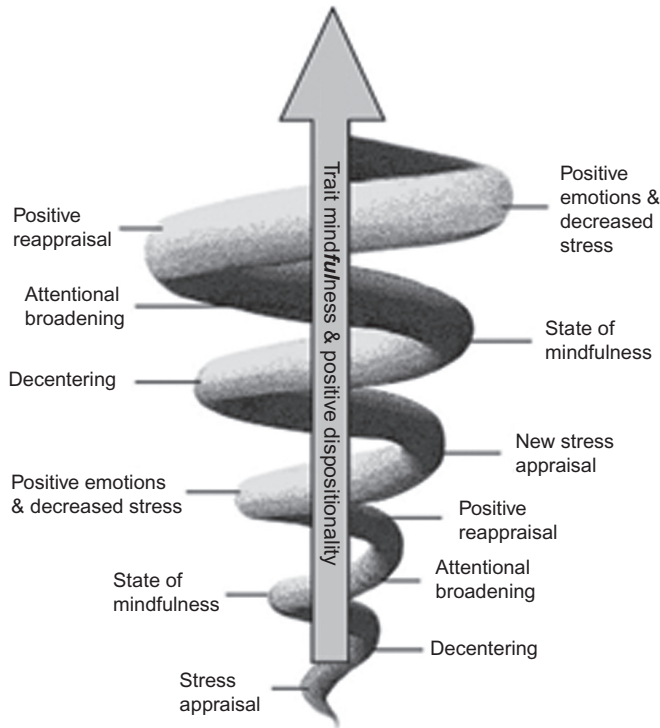 Trait mindfulness & positive dispositionality
Positive
emotions &
decreased
stress
Positive
reappraisal
Attentional
broadening
State of
mindfulness
Decentering
New stress
appraisal
Positive emotions
& decreased stress
Positive
reappraisal
Attentional
broadening
State of
mindfulness
Decentering
Stress
appraisal